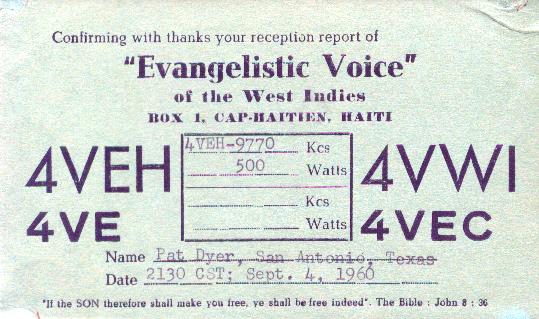 Confirming with thanks your reception report of
"Evangelistic Voice"
of the West Indies
BOX 1, CAP-HAITIEN, HAITI
4VEH
4VE
4VEH-9770 Kcs
500 Watts
Kcs
Watts
4VWI
4VEC
Name Pat Dyer, San Antonio, Texas
Date 2130 CST; Sept. 4, 1960
"If the SON therefore shall make you free, ye shall be free indeed". The Bible : John 8 : 36